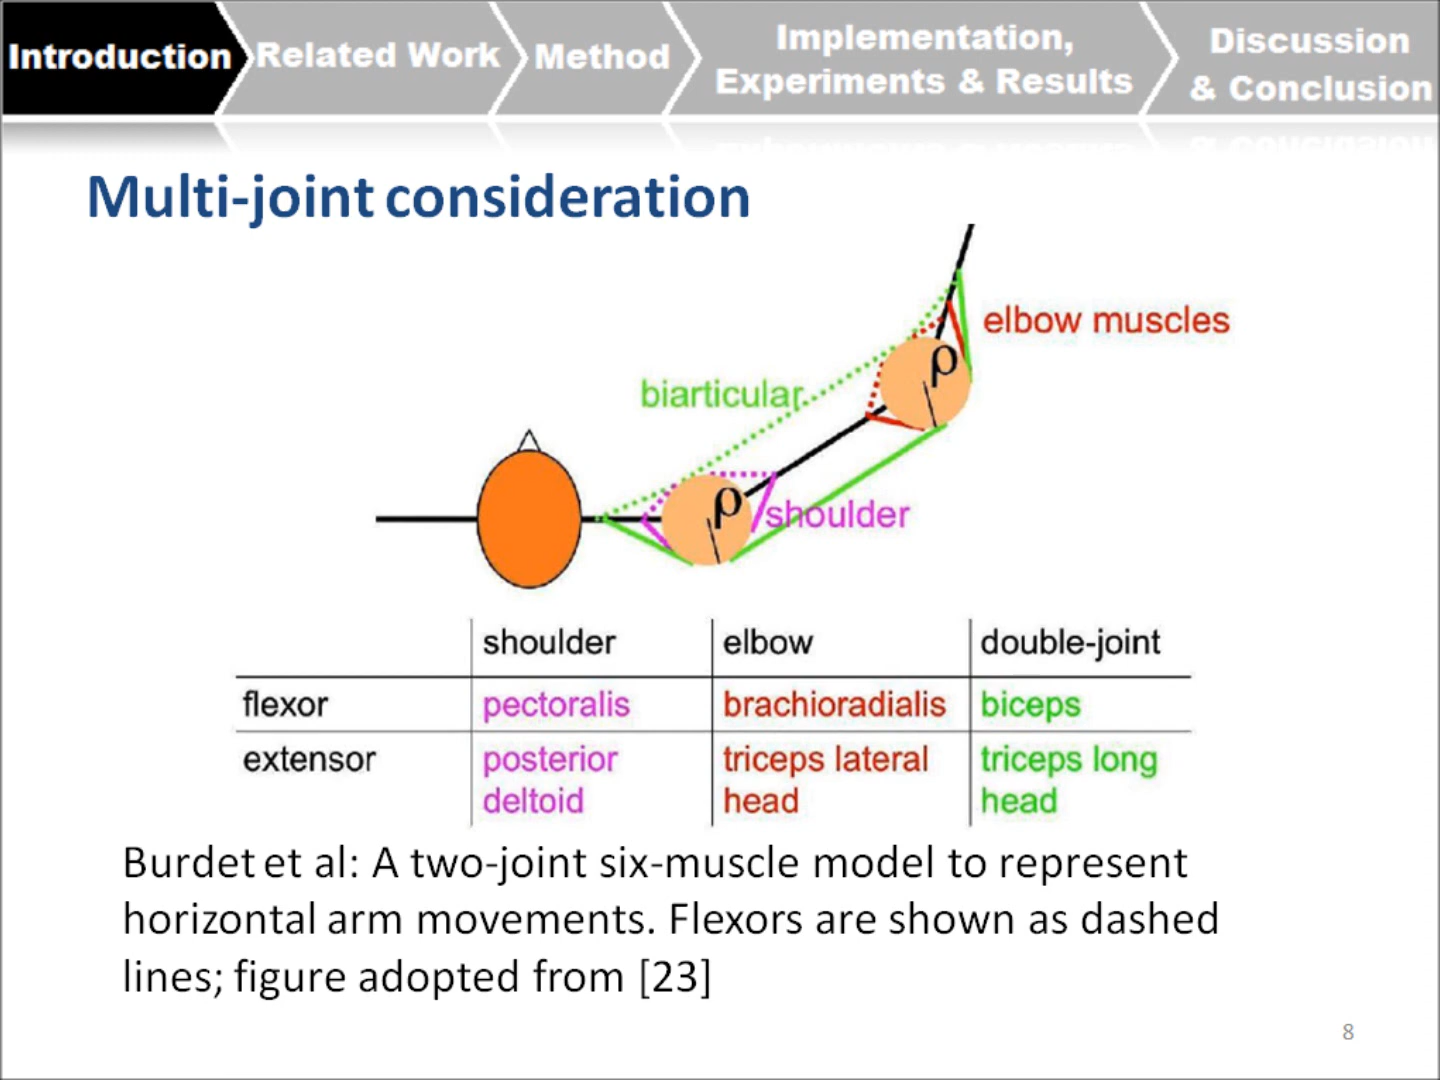 Introduction
Related Work
Method
Implementation,
Experiments & Results
Discussion
& Conclusion
Multi-joint consideration
elbow muscles
ρ
biarticular
ρ
shoulder
shoulder elbow double-joint
flexor pectoralis brachioradialis biceps
extensor posterior deltoid triceps lateral head triceps long head
Burdet et al: A two-joint six-muscle model to represent
horizontal arm movements. Flexors are shown as dashed
lines; figure adopted from [23]
8